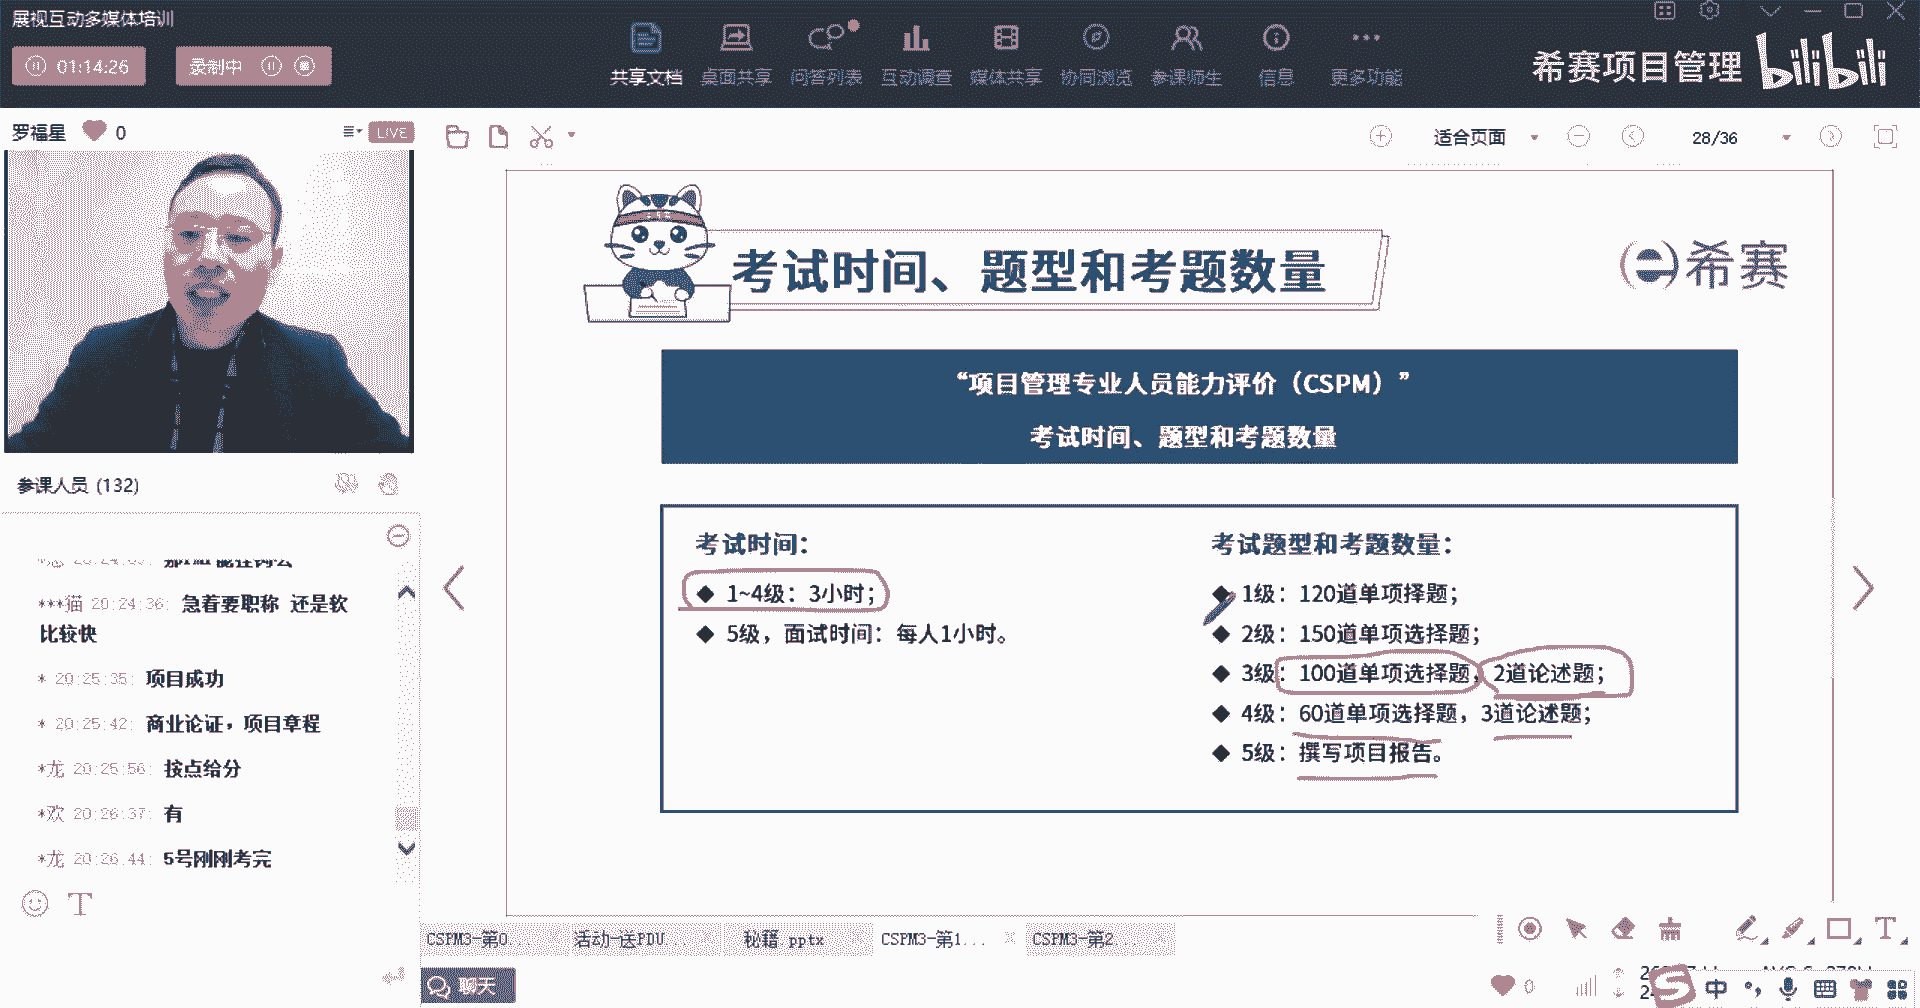 展视互动多媒体培训
01:14:26
录制中
共享文档 桌面共享 问答列表 互动调查 媒体共享 协同浏览 参课师生 信息 更多功能
希赛项目管理 bilibili
罗福星 0
LIVE
适合页面
28/36
考试时间、题型和考题数量
希赛
“项目管理专业人员能力评价（CSPM）”
考试时间、题型和考题数量
考试时间：
◆ 1~4级：3小时；
◆ 5级，面试时间：每人1小时。
考试题型和考题数量：
◆ 1级：120道单项择题；
◆ 2级：150道单项选择题；
◆ 3级：100道单项选择题，2道论述题；
◆ 4级：60道单项选择题，3道论述题；
◆ 5级：撰写项目报告。
参课人员 (132)
***猫 20:24:36: 急着要职称 还是软
比较快
* 20:25:35: 项目成功
* 20:25:42: 商业论证，项目章程
*龙 20:25:56: 按点给分
*欢 20:26:37: 有
*龙 20:26:44: 5号刚刚考完
CSPM3-第0... 活动-送PDU... 秘籍.pptx CSPM3-第1... CSPM3-第2...
聊天
0
中